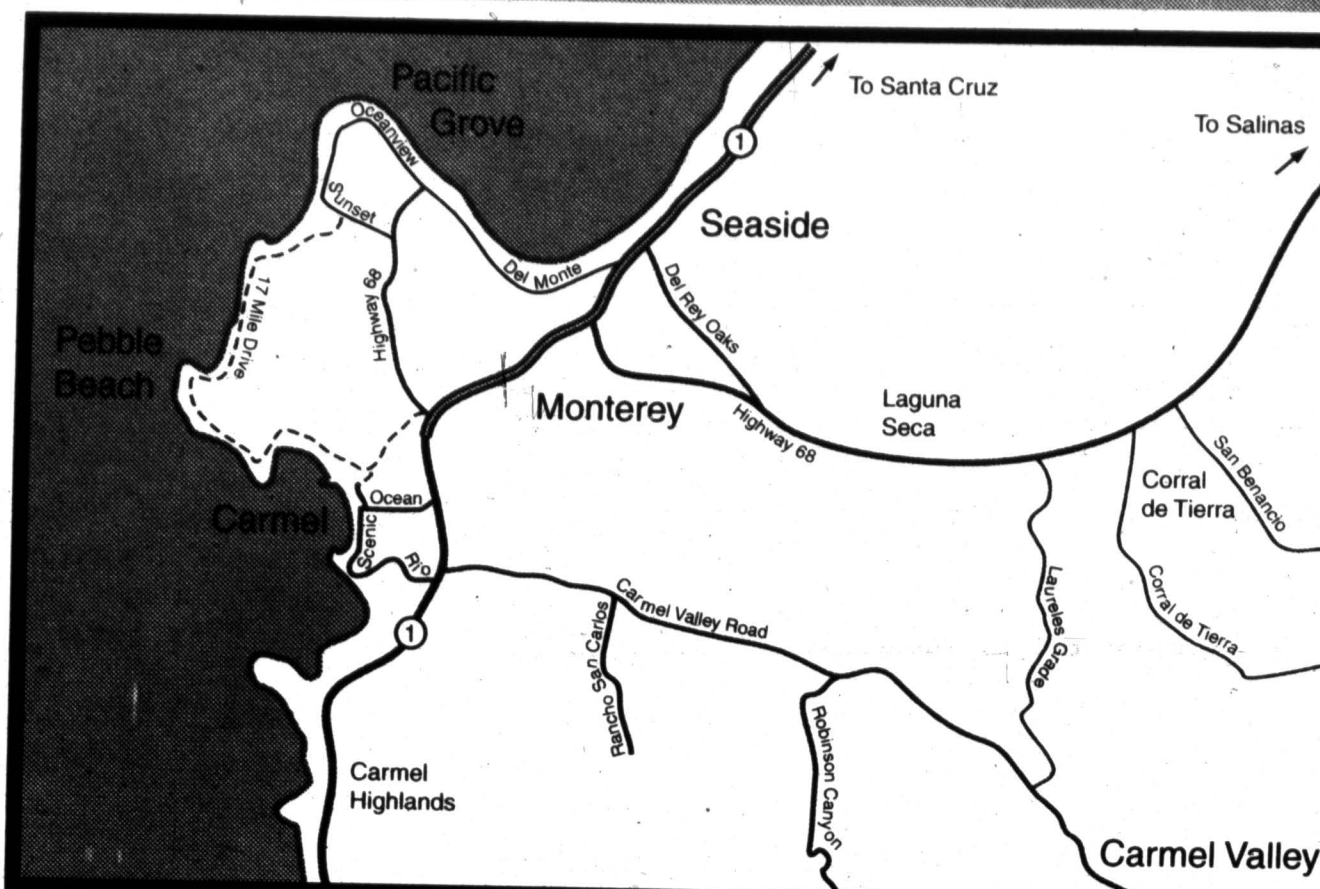 Pacific
Grove
To Santa Cruz
To Salinas
Oceanview
1
Sunset
Seaside
Del Monte
Del Rey Oaks
17 Mile Drive
Highway 68
Pebble
Beach
Monterey
Highway 68
Laguna
Seca
San Benancio
Corral
de Tierra
Ocean
Carmel
Scenic
Rio
Carmel Valley Road
Laureles Grade
Corral de Tierra
1
Rancho San Carlos
Robinson Canyon
Carmel
Highlands
Carmel Valley